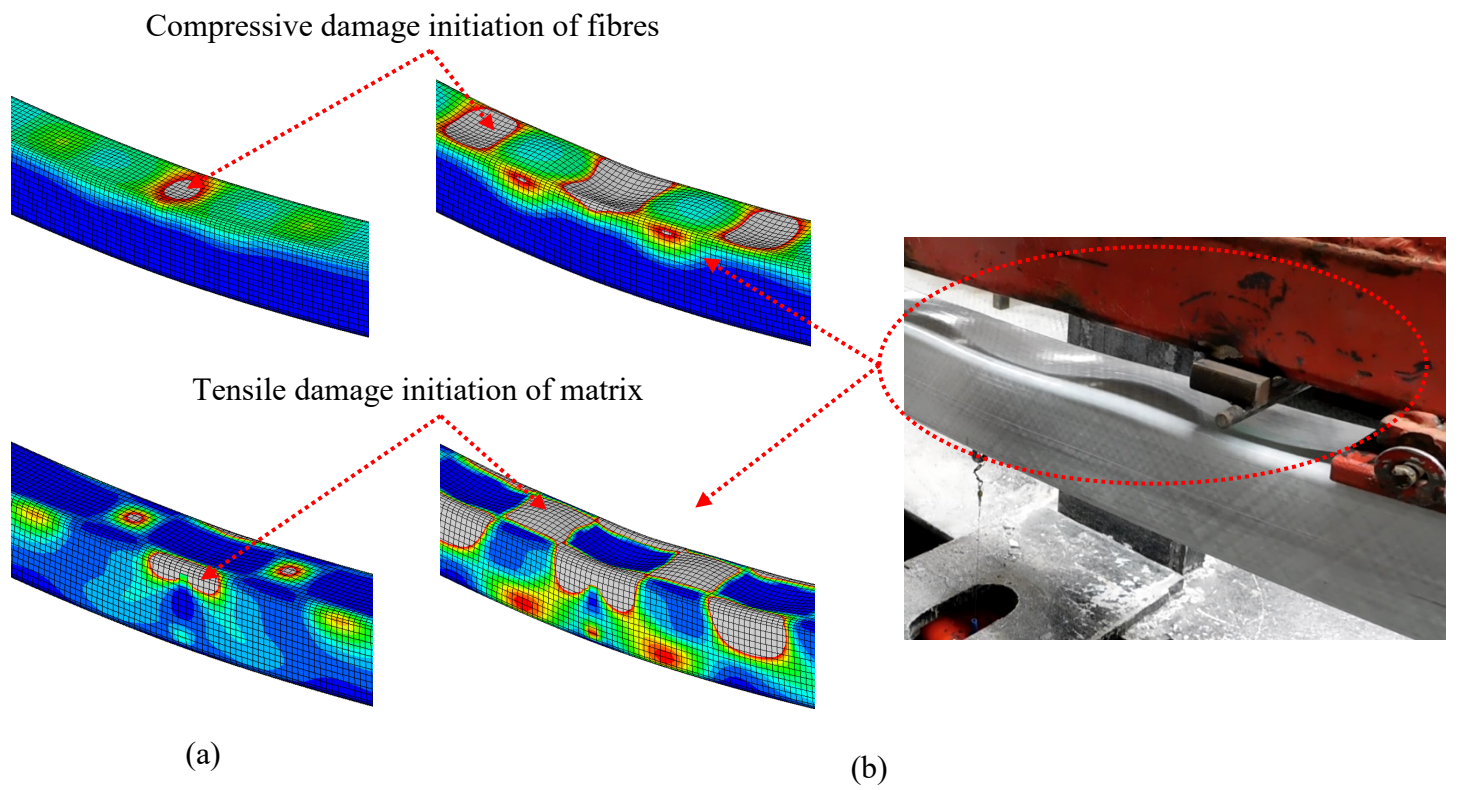 Compressive damage initiation of fibres
Tensile damage initiation of matrix
(a)
(b)